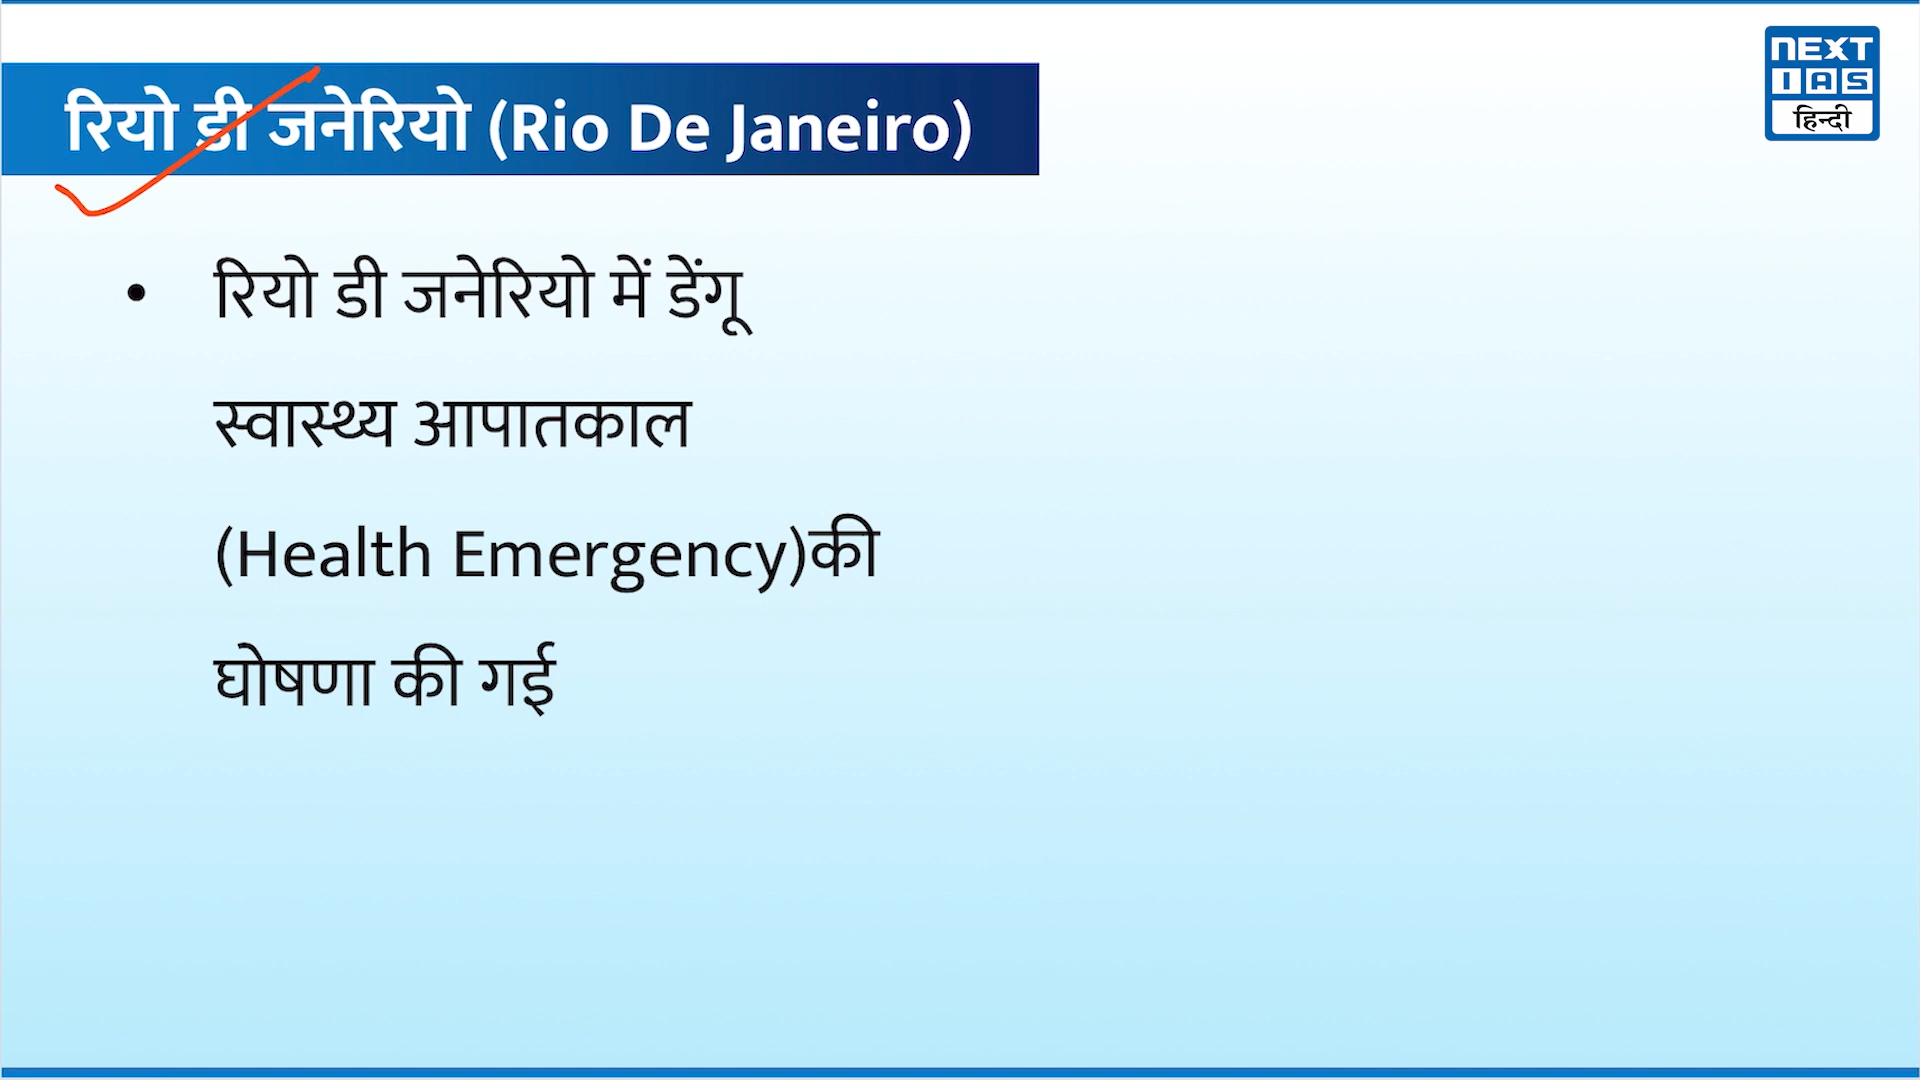 NEXT
IAS
हिन्दी
रियो डी जनेरियो (Rio De Janeiro)
• रियो डी जनेरियो में डेंगू
स्वास्थ्य आपातकाल
(Health Emergency)की
घोषणा की गई